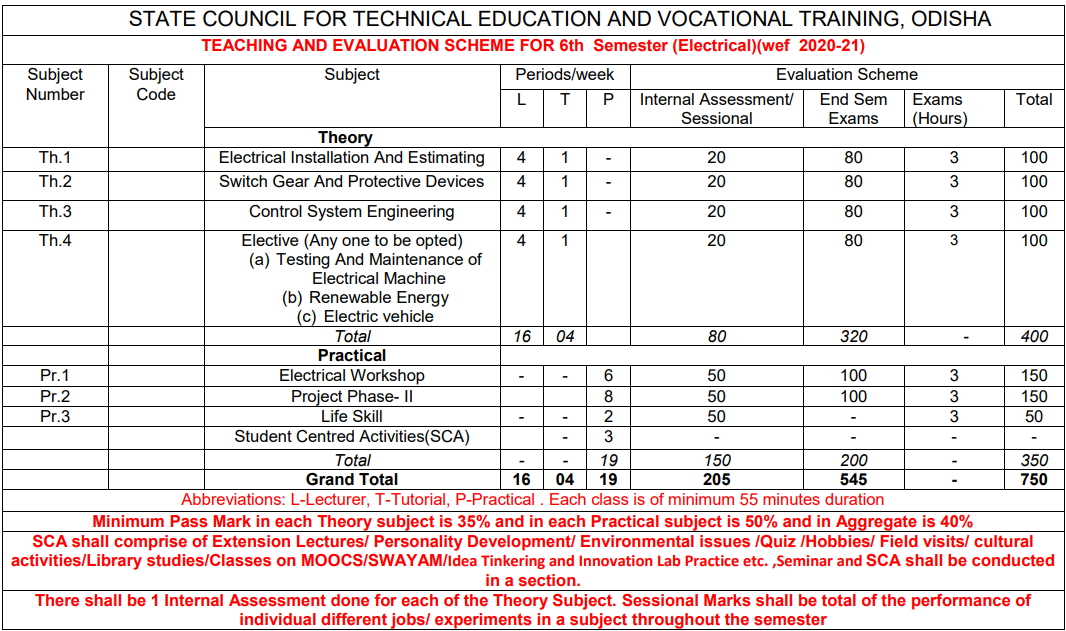 STATE COUNCIL FOR TECHNICAL EDUCATION AND VOCATIONAL TRAINING, ODISHA
TEACHING AND EVALUATION SCHEME FOR 6th Semester (Electrical)(wef 2020-21)
Subject Number Subject Code Subject Periods/week Evaluation Scheme
L T P Internal Assessment/ Sessional End Sem Exams Exams (Hours) Total
Theory
Th.1 Electrical Installation And Estimating 4 1 - 20 80 3 100
Th.2 Switch Gear And Protective Devices 4 1 - 20 80 3 100
Th.3 Control System Engineering 4 1 - 20 80 3 100
Th.4 Elective (Any one to be opted) 4 1 20 80 3 100
(a) Testing And Maintenance of
Electrical Machine
(b) Renewable Energy
(c) Electric vehicle
Total 16 04 80 320 - 400
Practical
Pr.1 Electrical Workshop - - 6 50 100 3 150
Pr.2 Project Phase- II 8 50 100 3 150
Pr.3 Life Skill - - 2 50 - 3 50
Student Centred Activities(SCA) - 3 - - - -
Total - - 19 150 200 - 350
Grand Total 16 04 19 205 545 - 750
Abbreviations: L-Lecturer, T-Tutorial, P-Practical . Each class is of minimum 55 minutes duration
Minimum Pass Mark in each Theory subject is 35% and in each Practical subject is 50% and in Aggregate is 40%
SCA shall comprise of Extension Lectures/ Personality Development/ Environmental issues /Quiz /Hobbies/ Field visits/ cultural
activities/Library studies/Classes on MOOCS/SWAYAM/Idea Tinkering and Innovation Lab Practice etc. ,Seminar and SCA shall be conducted
in a section.
There shall be 1 Internal Assessment done for each of the Theory Subject. Sessional Marks shall be total of the performance of
individual different jobs/ experiments in a subject throughout the semester